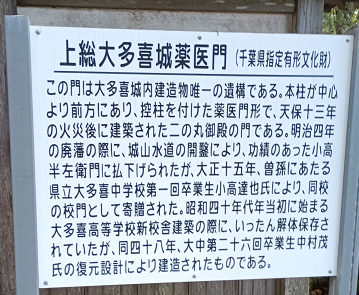 上総大多喜城薬医門(千葉県指定有形文化財)
この門は大多喜城内建造物唯一の遺構である。本柱が中心
より前方にあり、控柱を付けた薬医門形で、天保十三年
の火災後に建築された二の丸御殿の門である。明治四年
の廃藩の際に、城山水道の開鑿により、功績のあった小高
半左衛門に払下げられたが、大正十五年、曽孫にあたる
県立大多喜中学校第一回卒業生小高達也氏により、同校
の校門として寄贈された。昭和四十年代年当初に始まる
大多喜高等学校新校舎建築の際に、いったん解体保存さ
れていたが、同四十八年、大中第二十六回卒業生中村茂
氏の復元設計により建造されたものである。